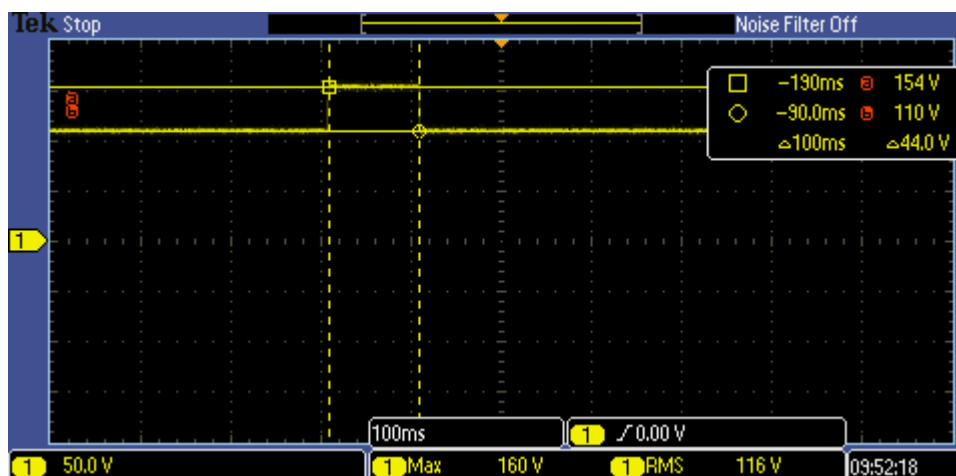 Tek Stop
Noise Filter Off
a
b
-190ms a 154 V
-90.0ms b 110 V
△100ms △44.0 V
1
100ms
1 / 0.00 V
1 50.0 V
1 Max 160 V
1 RMS 116 V
09:52:18